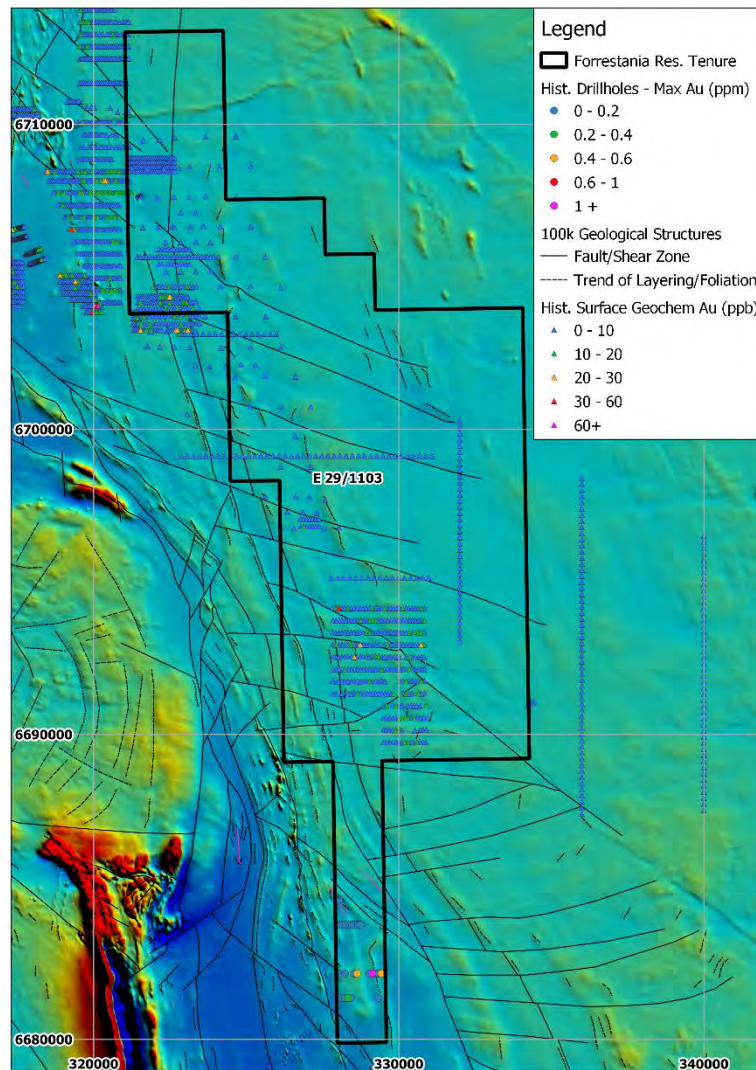 Legend
Forrestania Res. Tenure
Hist. Drillholes - Max Au (ppm)
0 - 0.2
0.2 - 0.4
0.4 - 0.6
0.6 - 1
1 +
100k Geological Structures
Fault/Shear Zone
Trend of Layering/Foliation
Hist. Surface Geochem Au (ppb)
0 - 10
10 - 20
20 - 30
30 - 60
60+
6710000
6700000
E 29/1103
6690000
6680000
320000
330000
340000